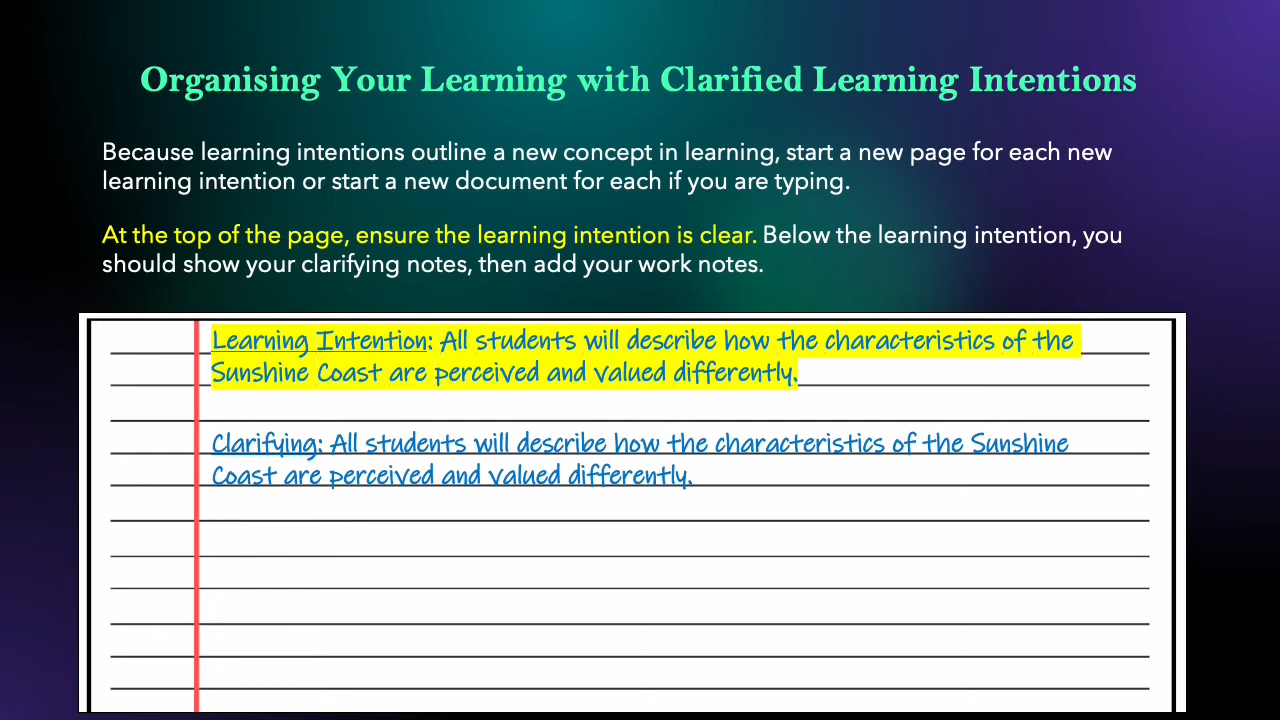 Organising Your Learning with Clarified Learning Intentions
Because learning intentions outline a new concept in learning, start a new page for each new
learning intention or start a new document for each if you are typing.
At the top of the page, ensure the learning intention is clear. Below the learning intention, you
should show your clarifying notes, then add your work notes.
Learning Intention: All students will describe how the characteristics of the
Sunshine Coast are perceived and valued differently.
Clarifying: All students will describe how the characteristics of the Sunshine
Coast are perceived and valued differently.